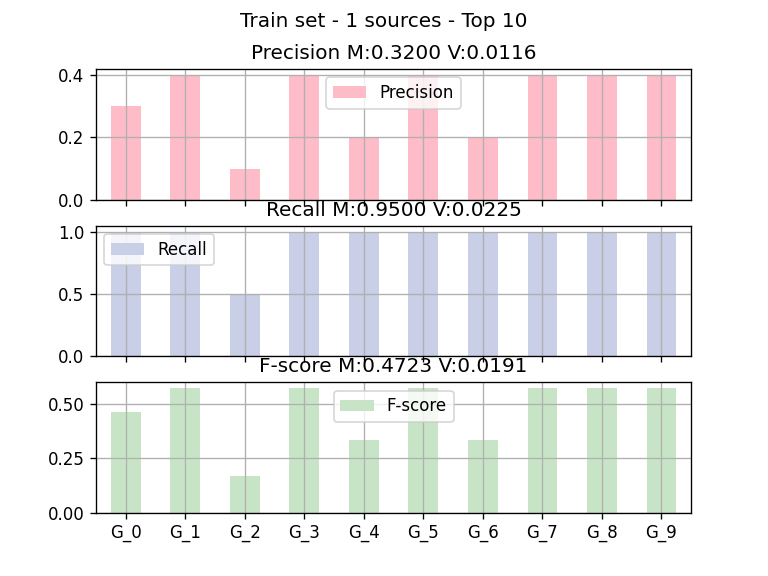 Train set - 1 sources - Top 10
Precision M:0.3200 V:0.0116
0.4
Precision
0.2
0.0
Recall M:0.9500 V:0.0225
1.0
Recall
0.5
0.0
F-score M:0.4723 V:0.0191
0.50
F-score
0.25
0.00
G_0 G_1 G_2 G_3 G_4 G_5 G_6 G_7 G_8 G_9